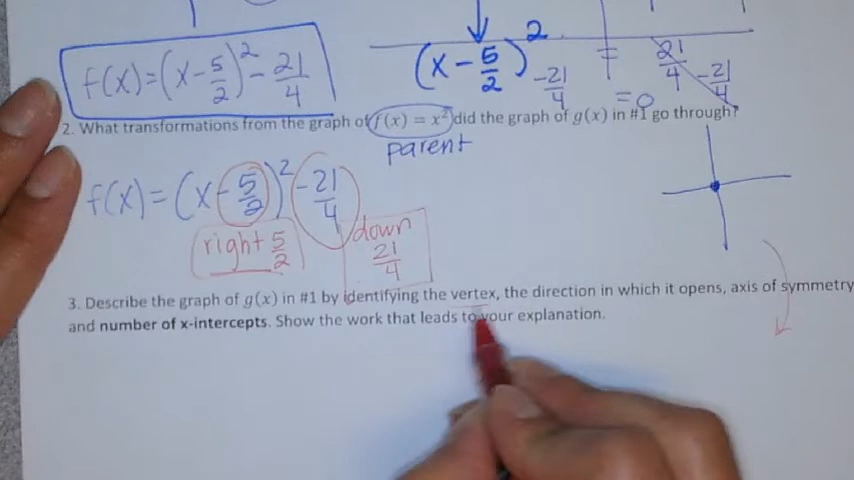 f(x) = (x - 5/2)² - 21/4
(x - 5/2)² - 21/4 = 21/4 - 21/4
= 0
2. What transformations from the graph of f(x) = x² did the graph of g(x) in #1 go through?
parent
f(x) = (x - 5/2)² - 21/4
right 5/2
down 21/4
3. Describe the graph of g(x) in #1 by identifying the vertex, the direction in which it opens, axis of symmetry
and number of x-intercepts. Show the work that leads to your explanation.